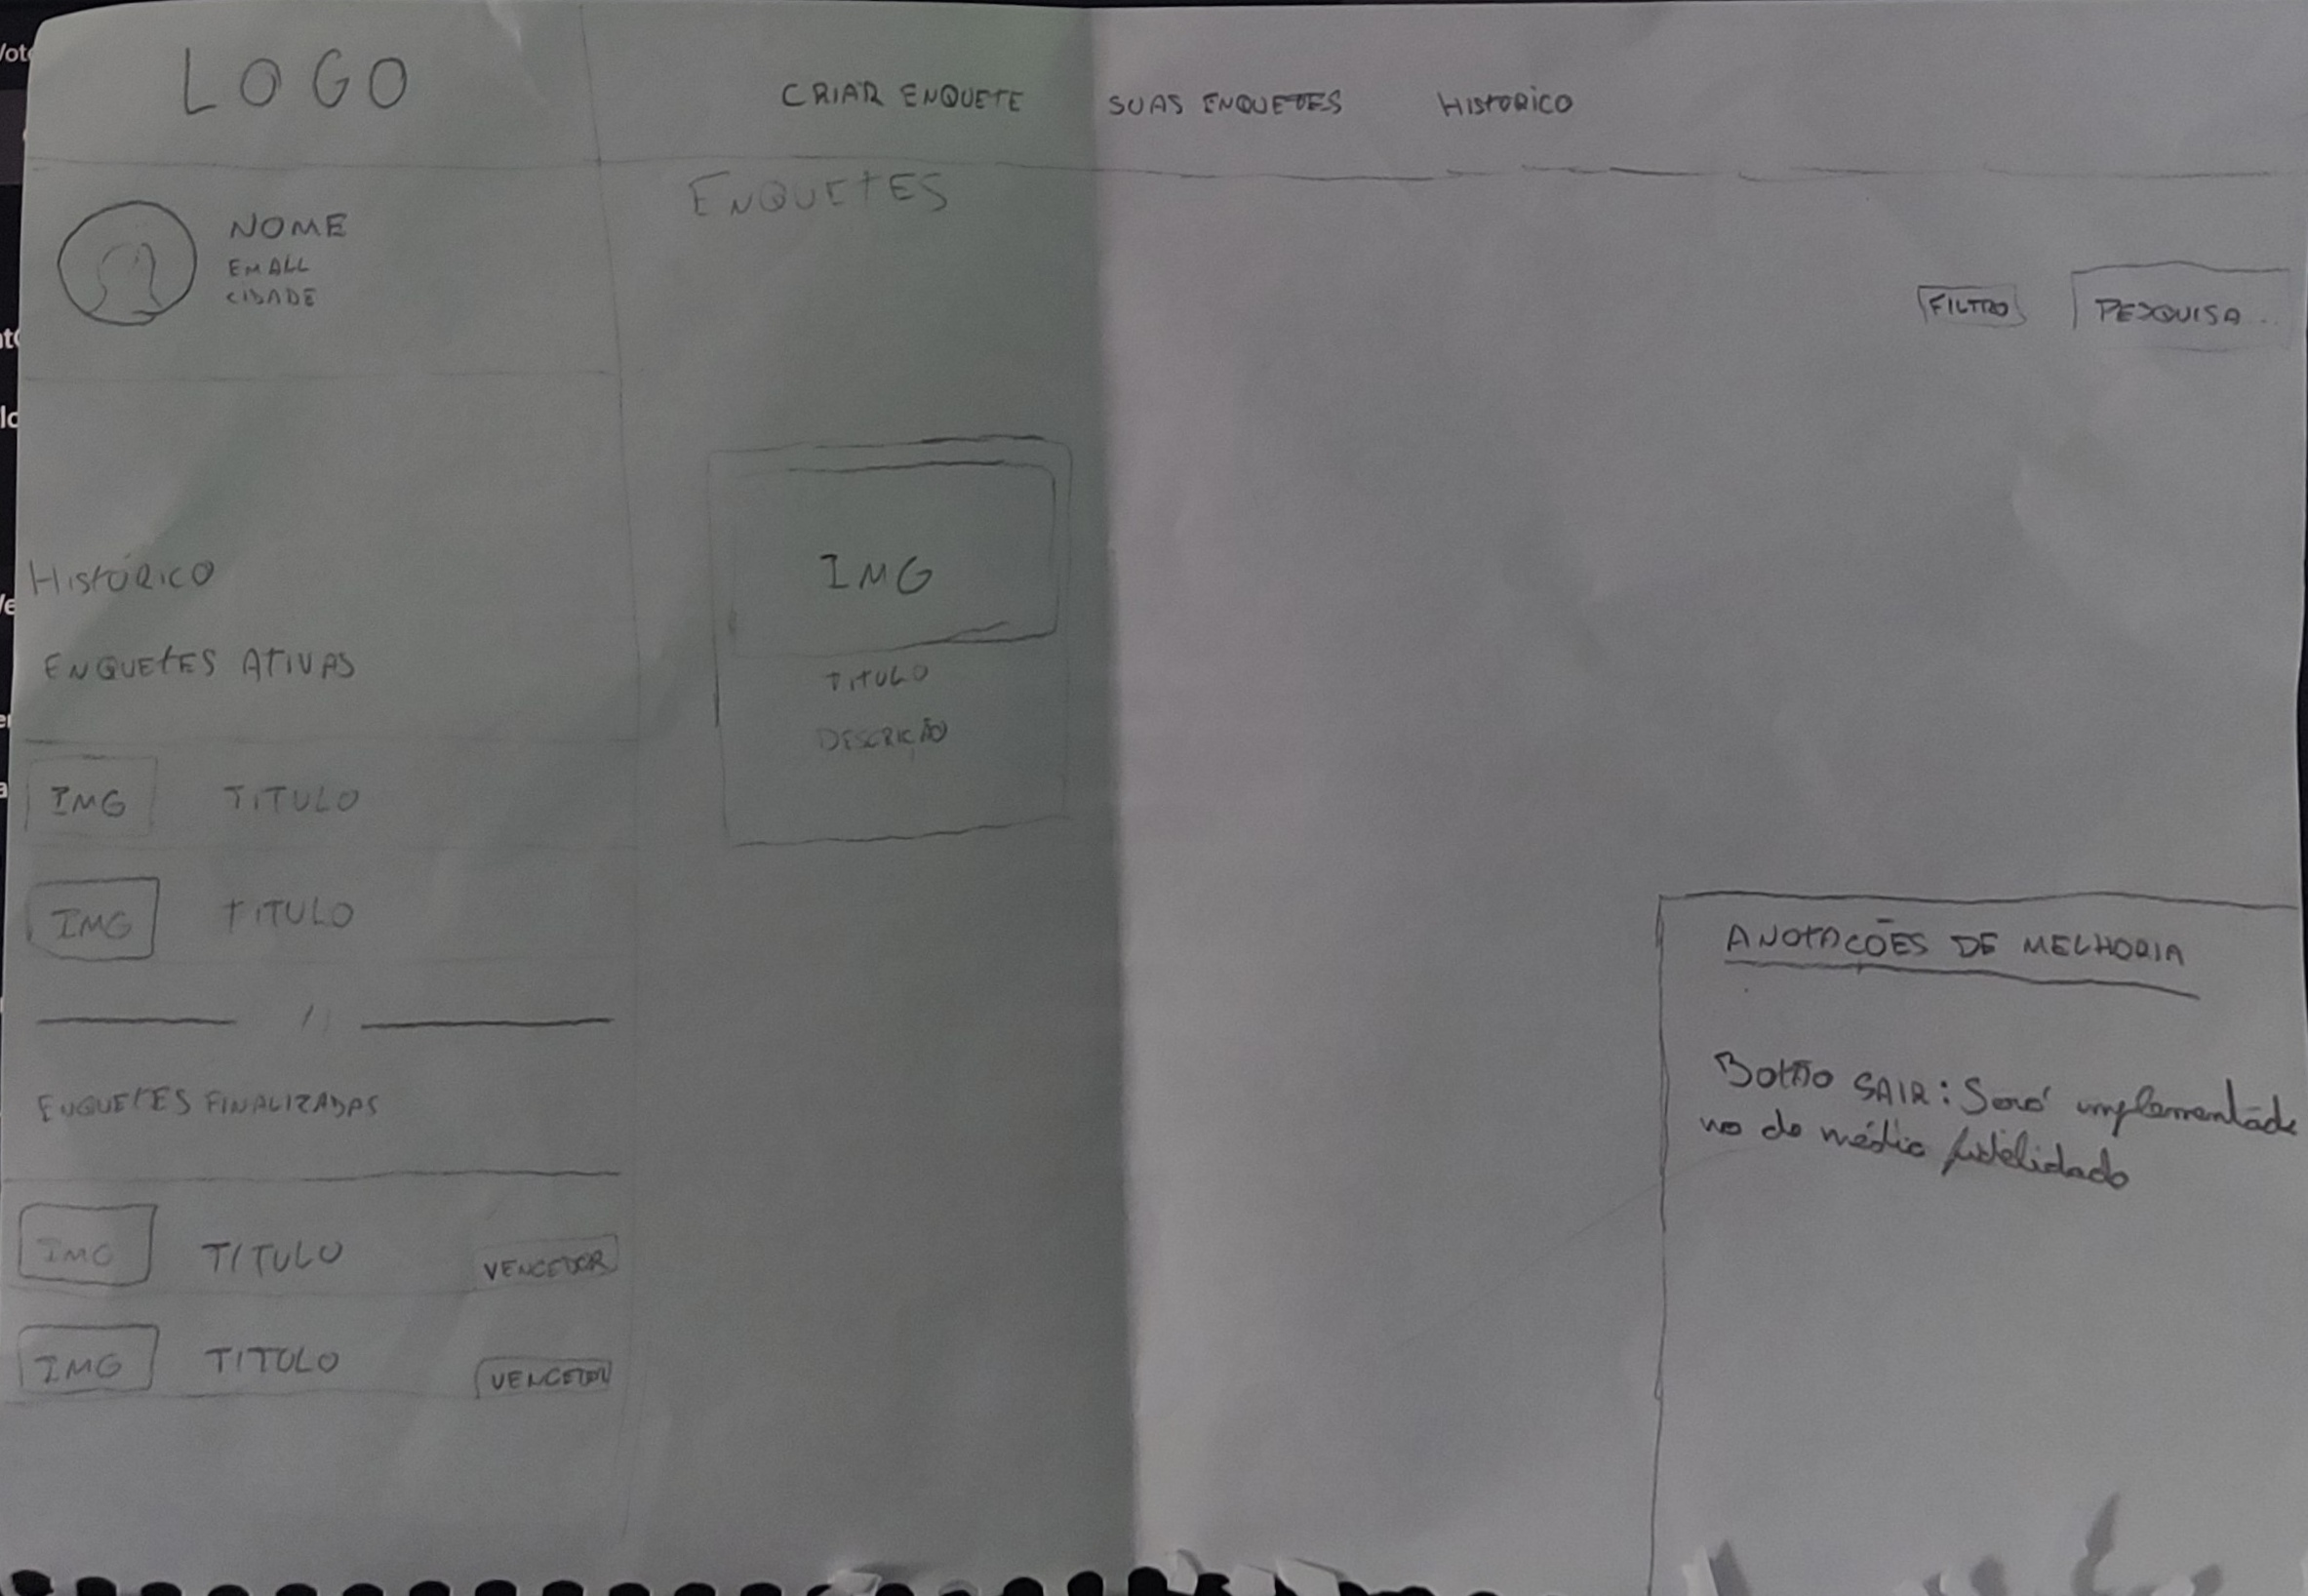 LOGO
CRIAR ENQUETE SUAS ENQUETES HISTORICO
NOME
EMAIL
CIDADE
HISTÓRICO
ENQUETES ATIVAS
IMG TITULO
IMG TITULO
//
ENQUETES FINALIZADAS
IMG TITULO VENCEDOR
IMG TITULO VENCEDOR
ENQUETES
FILTRO PESQUISA..
IMG
TITULO
DESCRIÇÃO
ANOTAÇÕES DE MELHORIA
Botão SAIR: Será implementado
no de média fidelidade